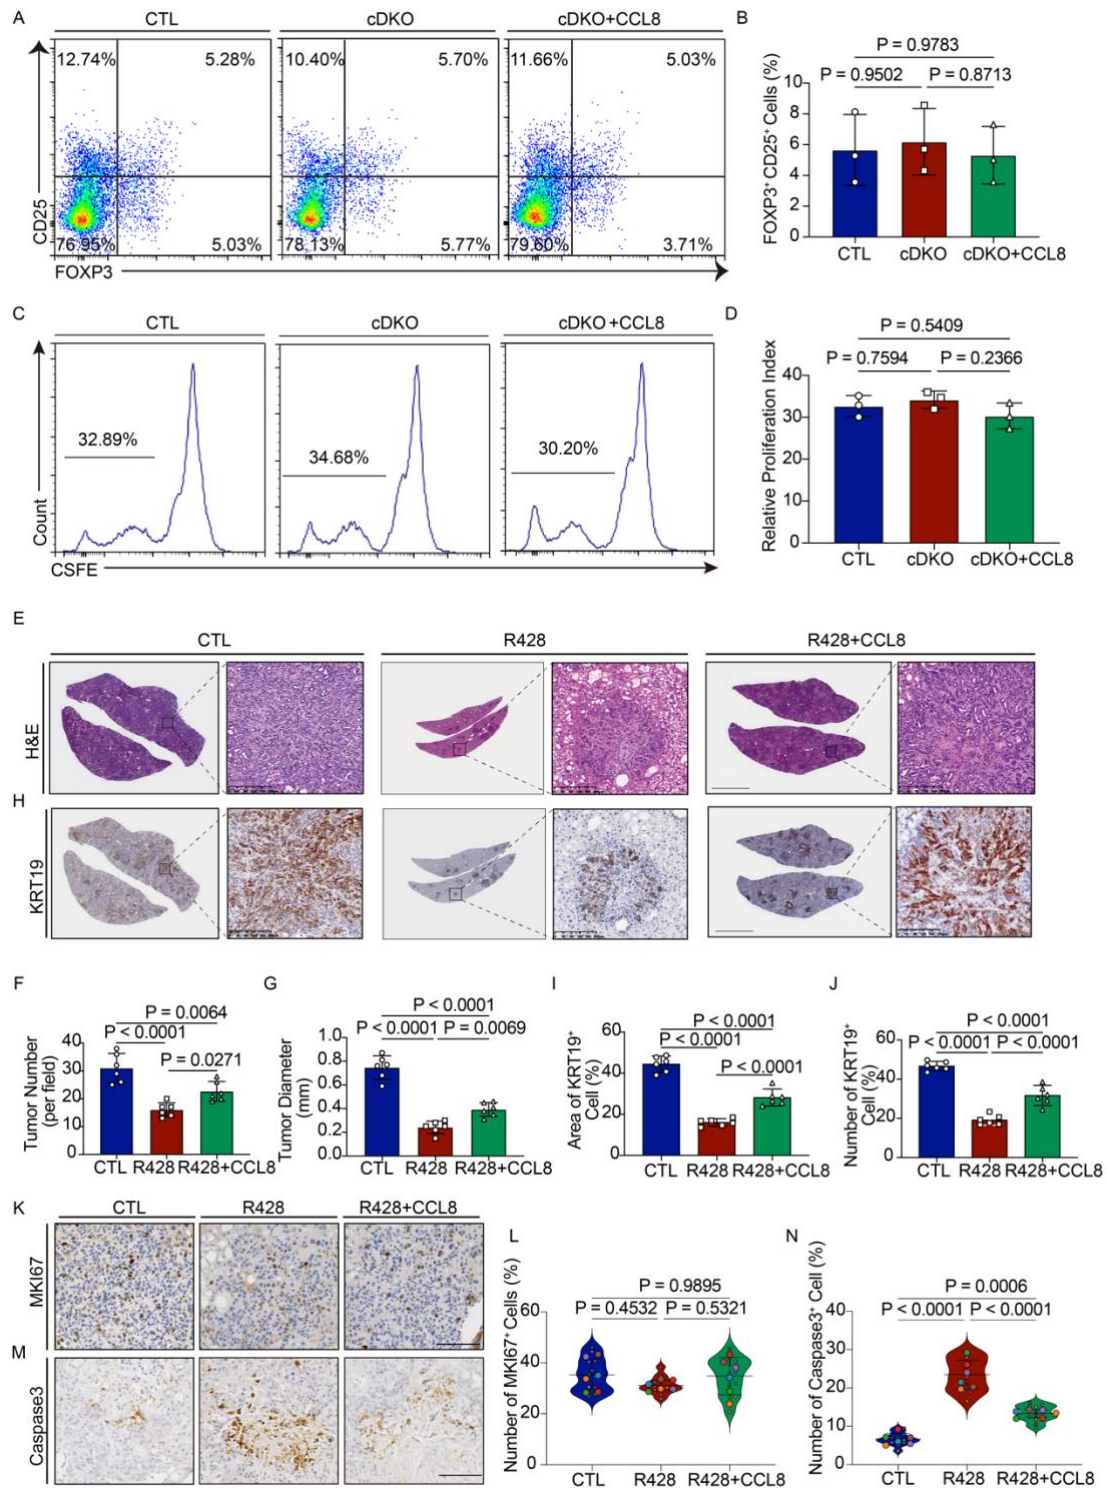 A
CTL
cDKO
cDKO+CCL8
12.74%
5.28%
10.40%
5.70%
11.66%
5.03%
76.95%
5.03%
78.13%
5.77%
79.60%
3.71%
CD25
FOXP3
B
P = 0.9783
P = 0.9502
P = 0.8713
FOXP3+ CD25+ Cells (%)
10
8
6
4
2
0
CTL
cDKO
cDKO+CCL8
C
CTL
cDKO
cDKO +CCL8
32.89%
34.68%
30.20%
Count
CSFE
D
P = 0.5409
P = 0.7594
P = 0.2366
Relative Proliferation Index
40
30
20
10
0
CTL
cDKO
cDKO+CCL8
E
CTL
R428
R428+CCL8
H&E
H
KRT19
F
P = 0.0064
P < 0.0001
P = 0.0271
Tumor Number
(per field)
40
30
20
10
0
CTL
R428
R428+CCL8
G
P < 0.0001
P < 0.0001
P = 0.0069
Tumor Diameter
(mm)
1.0
0.8
0.6
0.4
0.2
0.0
CTL
R428
R428+CCL8
I
P < 0.0001
P < 0.0001
P < 0.0001
Area of KRT19+
Cell (%)
60
40
20
0
CTL
R428
R428+CCL8
J
P < 0.0001
P < 0.0001
P < 0.0001
Number of KRT19+
Cell (%)
60
40
20
0
CTL
R428
R428+CCL8
K
CTL
R428
R428+CCL8
MKI67
M
Caspase3
L
P = 0.9895
P = 0.4532
P = 0.5321
Number of MKI67+ Cells (%)
60
40
20
0
CTL
R428
R428+CCL8
N
P = 0.0006
P < 0.0001
P < 0.0001
Number of Caspase3+ Cell (%)
40
30
20
10
0
CTL
R428
R428+CCL8